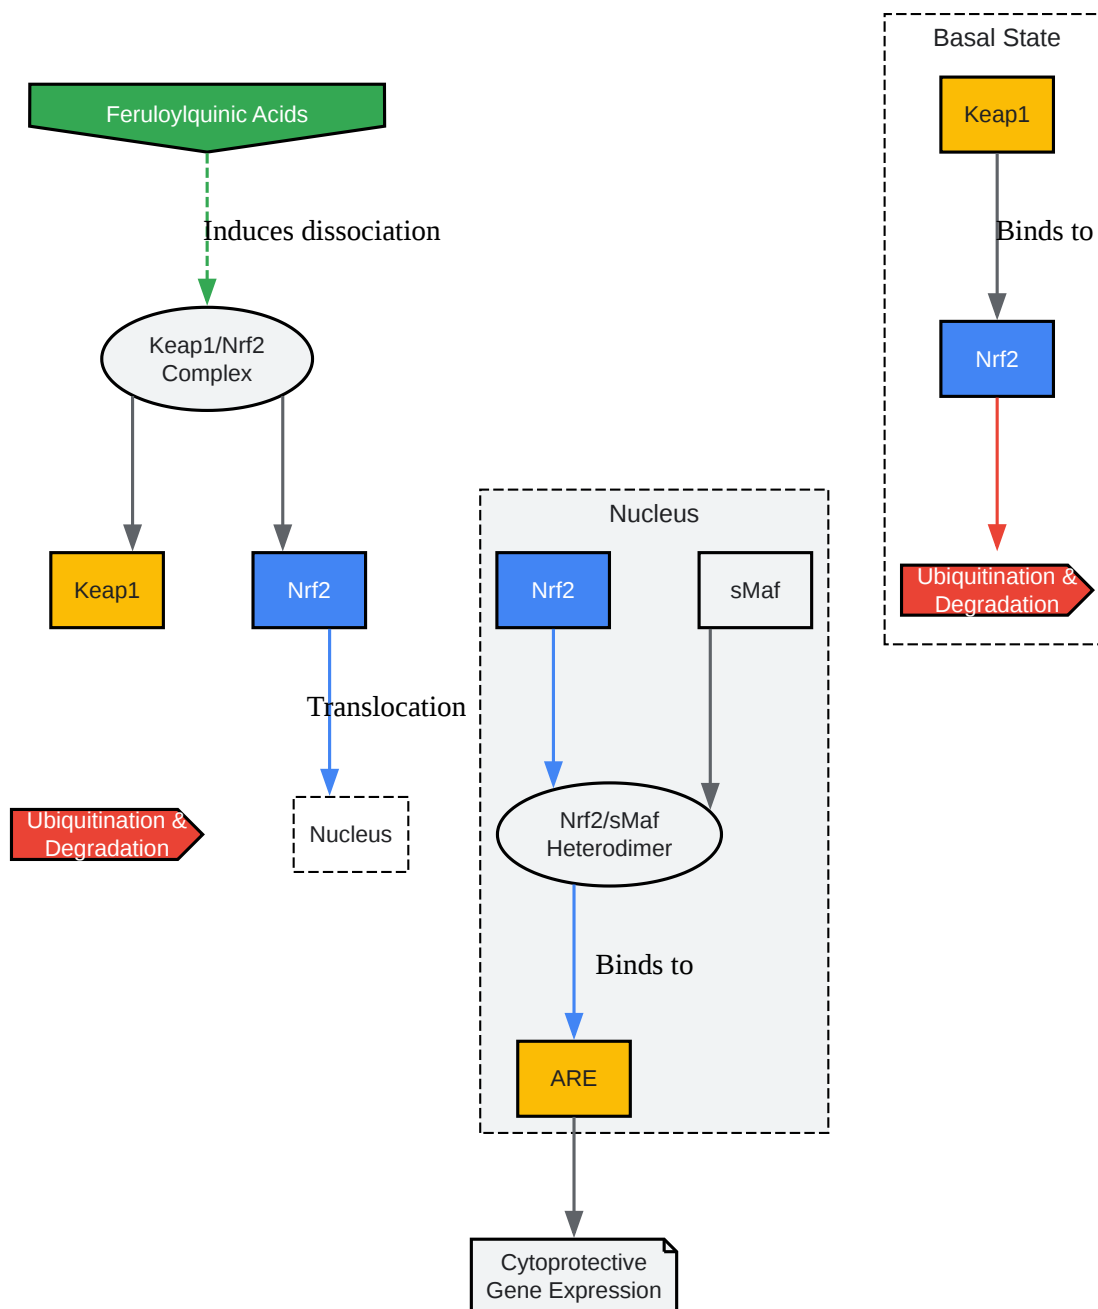 Basal State
Feruloylquinic Acids
Keap1
Induces dissociation
Binds to
Keap1/Nrf2
Complex
Nrf2
Nucleus
Keap1
Nrf2
Nrf2
sMaf
Ubiquitination &
Degradation
Translocation
Ubiquitination &
Degradation
Nucleus
Nrf2/sMaf
Heterodimer
Binds to
ARE
Cytoprotective
Gene Expression